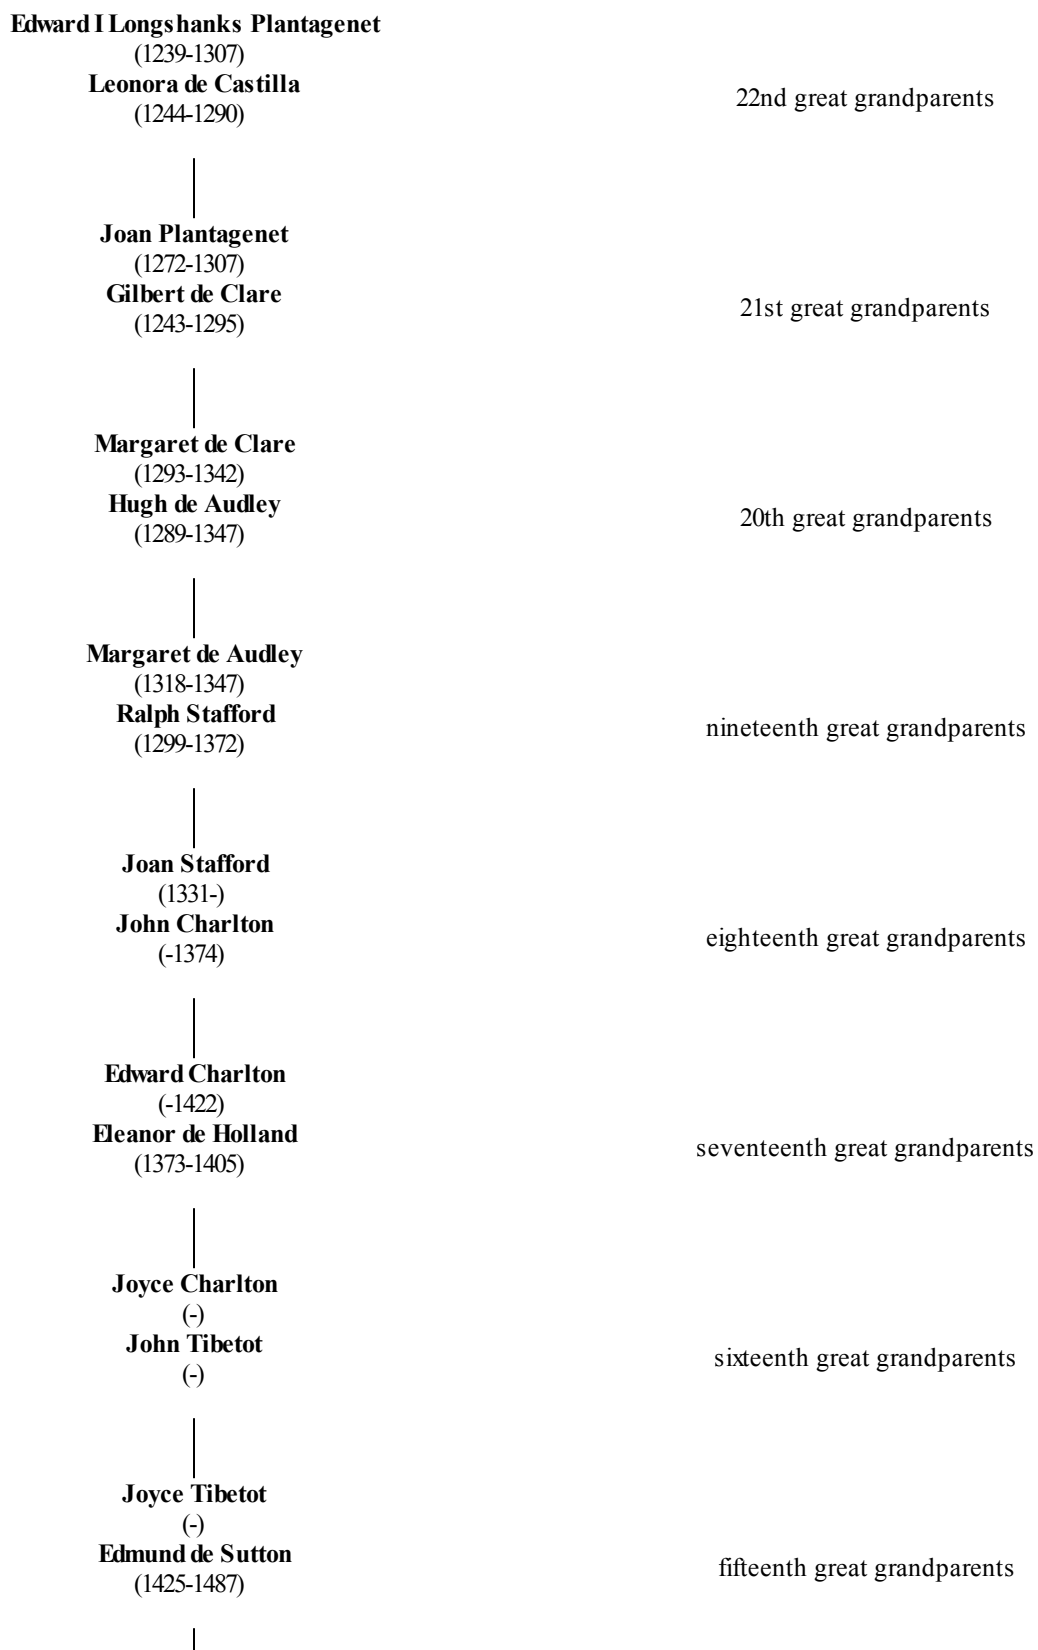 Edward I Longshanks Plantagenet
(1239-1307)
Leonora de Castilla
(1244-1290)
22nd great grandparents
Joan Plantagenet
(1272-1307)
Gilbert de Clare
(1243-1295)
21st great grandparents
Margaret de Clare
(1293-1342)
Hugh de Audley
(1289-1347)
20th great grandparents
Margaret de Audley
(1318-1347)
Ralph Stafford
(1299-1372)
nineteenth great grandparents
Joan Stafford
(1331-)
John Charlton
(-1374)
eighteenth great grandparents
Edward Charlton
(-1422)
Eleanor de Holland
(1373-1405)
seventeenth great grandparents
Joyce Charlton
(-)
John Tibetot
(-)
sixteenth great grandparents
Joyce Tibetot
(-)
Edmund de Sutton
(1425-1487)
fifteenth great grandparents